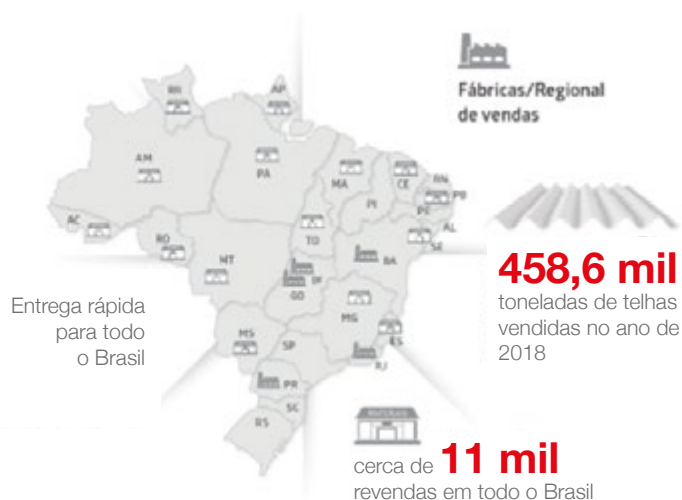 Fábricas/Regional
de vendas
RR
AP
AM
PA
MA
CE
RN
PB
PI
PE
AL
SE
AC
RO
TO
MT
BA
DF
GO
MG
MS
ES
SP
RJ
PR
SC
RS
Entrega rápida
para todo
o Brasil
458,6 mil
toneladas de telhas
vendidas no ano de
2018
MATERIAIS
cerca de 11 mil
revendas em todo o Brasil